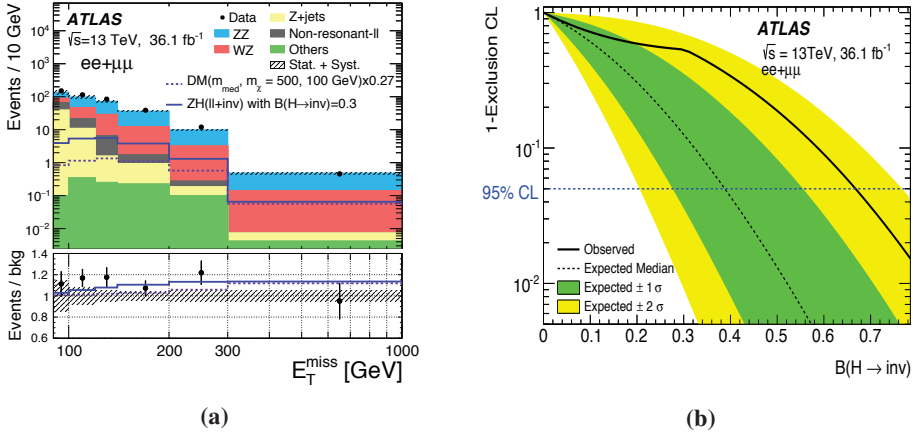 ATLAS
√s=13 TeV, 36.1 fb⁻¹
ee+μμ
Data
ZZ
WZ
Z+jets
Non-resonant-ll
Others
Stat. + Syst.
DM(m_med, m_χ = 500, 100 GeV)x0.27
ZH(ll+inv) with B(H→inv)=0.3
Events / 10 GeV
10⁴
10³
10²
10
1
10⁻¹
10⁻²
Events / bkg
1.4
1.2
1
0.8
0.6
100 200 300 1000
E_T^miss [GeV]
(a)
ATLAS
√s = 13TeV, 36.1 fb⁻¹
ee+μμ
1-Exclusion CL
1
10⁻¹
95% CL
10⁻²
Observed
Expected Median
Expected ± 1 σ
Expected ± 2 σ
0 0.1 0.2 0.3 0.4 0.5 0.6 0.7
B(H → inv)
(b)